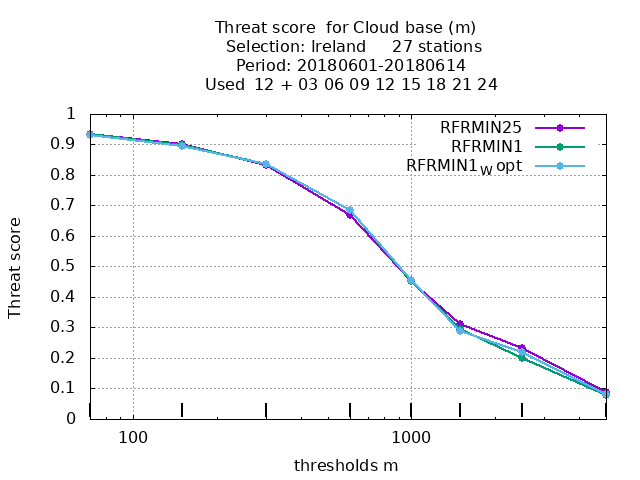 Threat score for Cloud base (m)
Selection: Ireland 27 stations
Period: 20180601-20180614
Used 12 + 03 06 09 12 15 18 21 24
RFRMIN25
RFRMIN1
RFRMIN1W opt
Threat score
1
0.9
0.8
0.7
0.6
0.5
0.4
0.3
0.2
0.1
0
100
1000
thresholds m